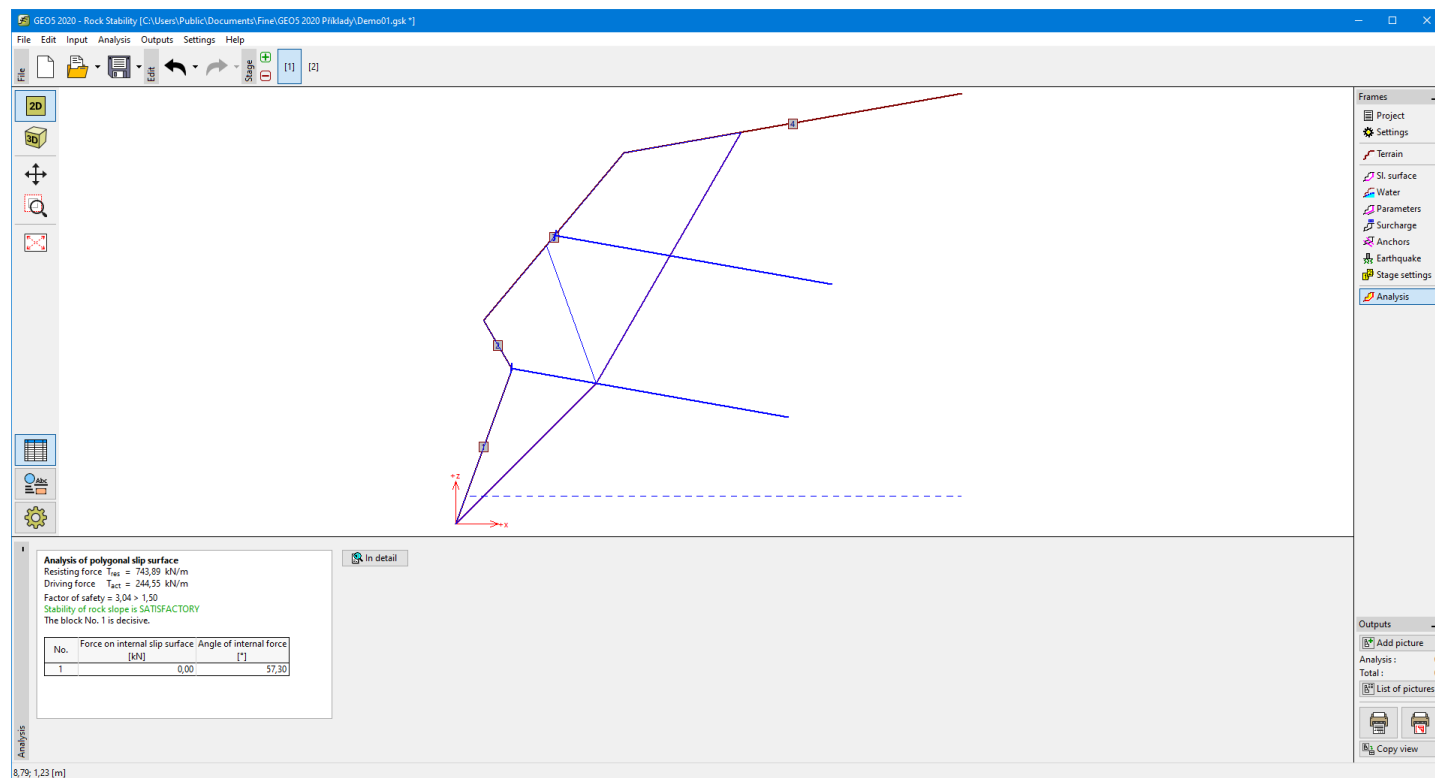 GEO5 2020 - Rock Stability [C:\Users\Public\Documents\Fine\GEO5 2020 Příklady\Demo01.gsk *]
File Edit Input Analysis Outputs Settings Help
File
Edit
Stage
[1] [2]
2D
3D
Abc
4
3
2
1
+z
+x
Frames
Project
Settings
Terrain
Sl. surface
Water
Parameters
Surcharge
Anchors
Earthquake
Stage settings
Analysis
Analysis of polygonal slip surface
Resisting force Tres = 743,89 kN/m
Driving force Tact = 244,55 kN/m
Factor of safety = 3,04 > 1,50
Stability of rock slope is SATISFACTORY
The block No. 1 is decisive.
No. Force on internal slip surface Angle of internal force
[kN] [°]
1 0,00 57,30
In detail
Analysis
Outputs
Add picture
Analysis :
Total :
List of pictures
Copy view
8,79; 1,23 [m]